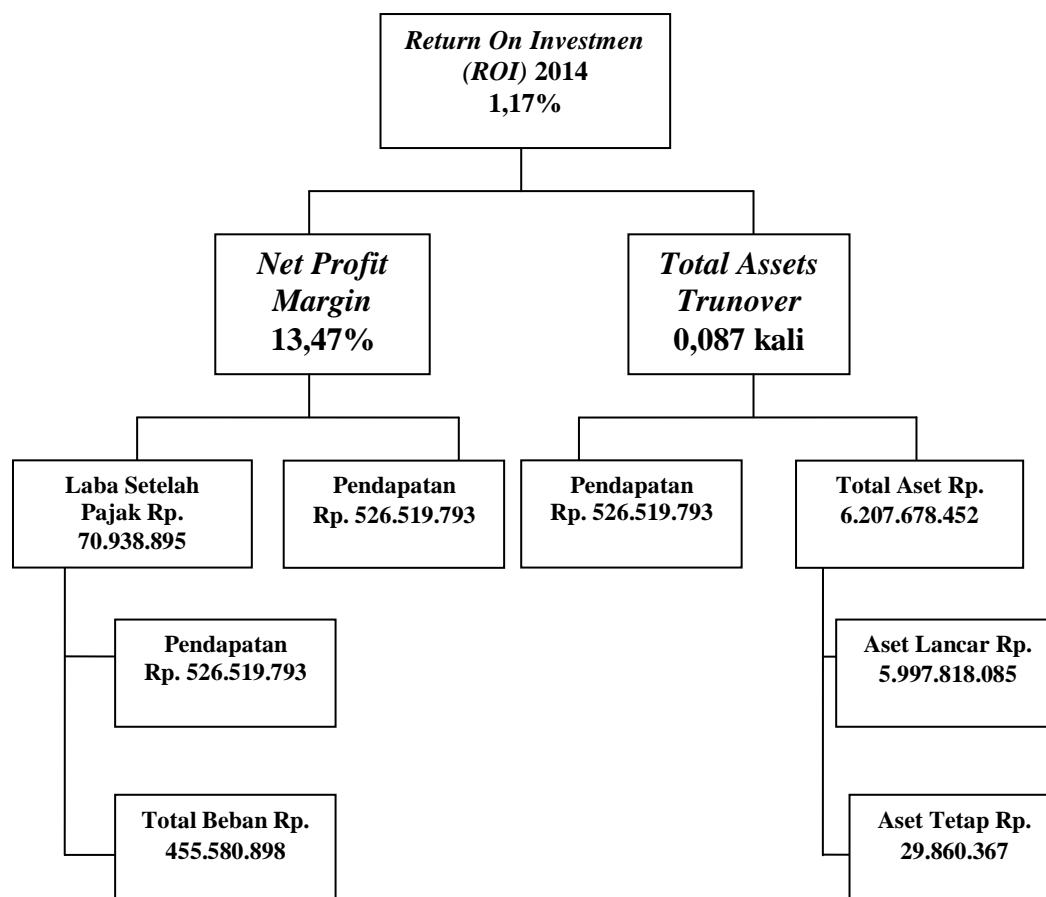 Return On Investmen
(ROI) 2014
1,17%
Net Profit
Margin
13,47%
Total Assets
Trunover
0,087 kali
Laba Setelah
Pajak Rp.
70.938.895
Pendapatan
Rp. 526.519.793
Pendapatan
Rp. 526.519.793
Total Aset Rp.
6.207.678.452
Pendapatan
Rp. 526.519.793
Aset Lancar Rp.
5.997.818.085
Total Beban Rp.
455.580.898
Aset Tetap Rp.
29.860.367